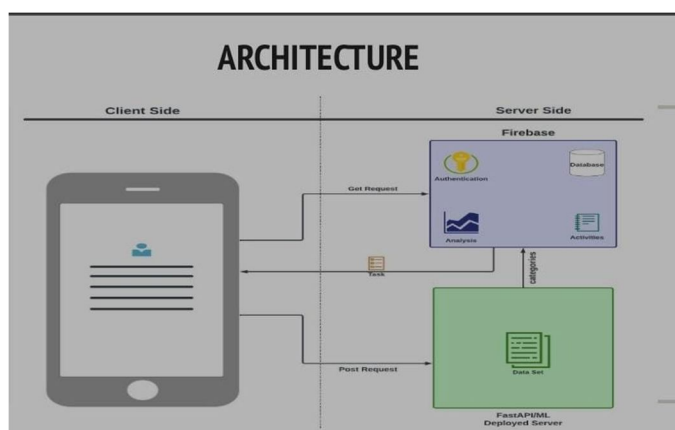 ARCHITECTURE
Client Side
Server Side
Firebase
Authentication
Database
Get Request
Analysis
Activities
Task
categories
Post Request
Data Set
FastAPI/ML
Deployed Server